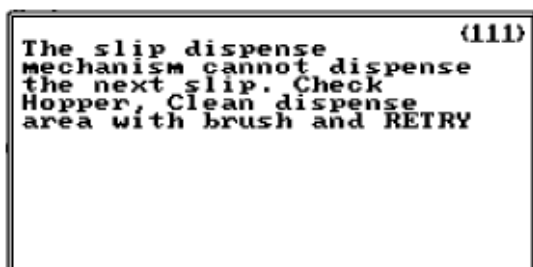 {111}
The slip dispense
mechanism cannot dispense
the next slip. Check
Hopper, Clean dispense
area with brush and RETRY